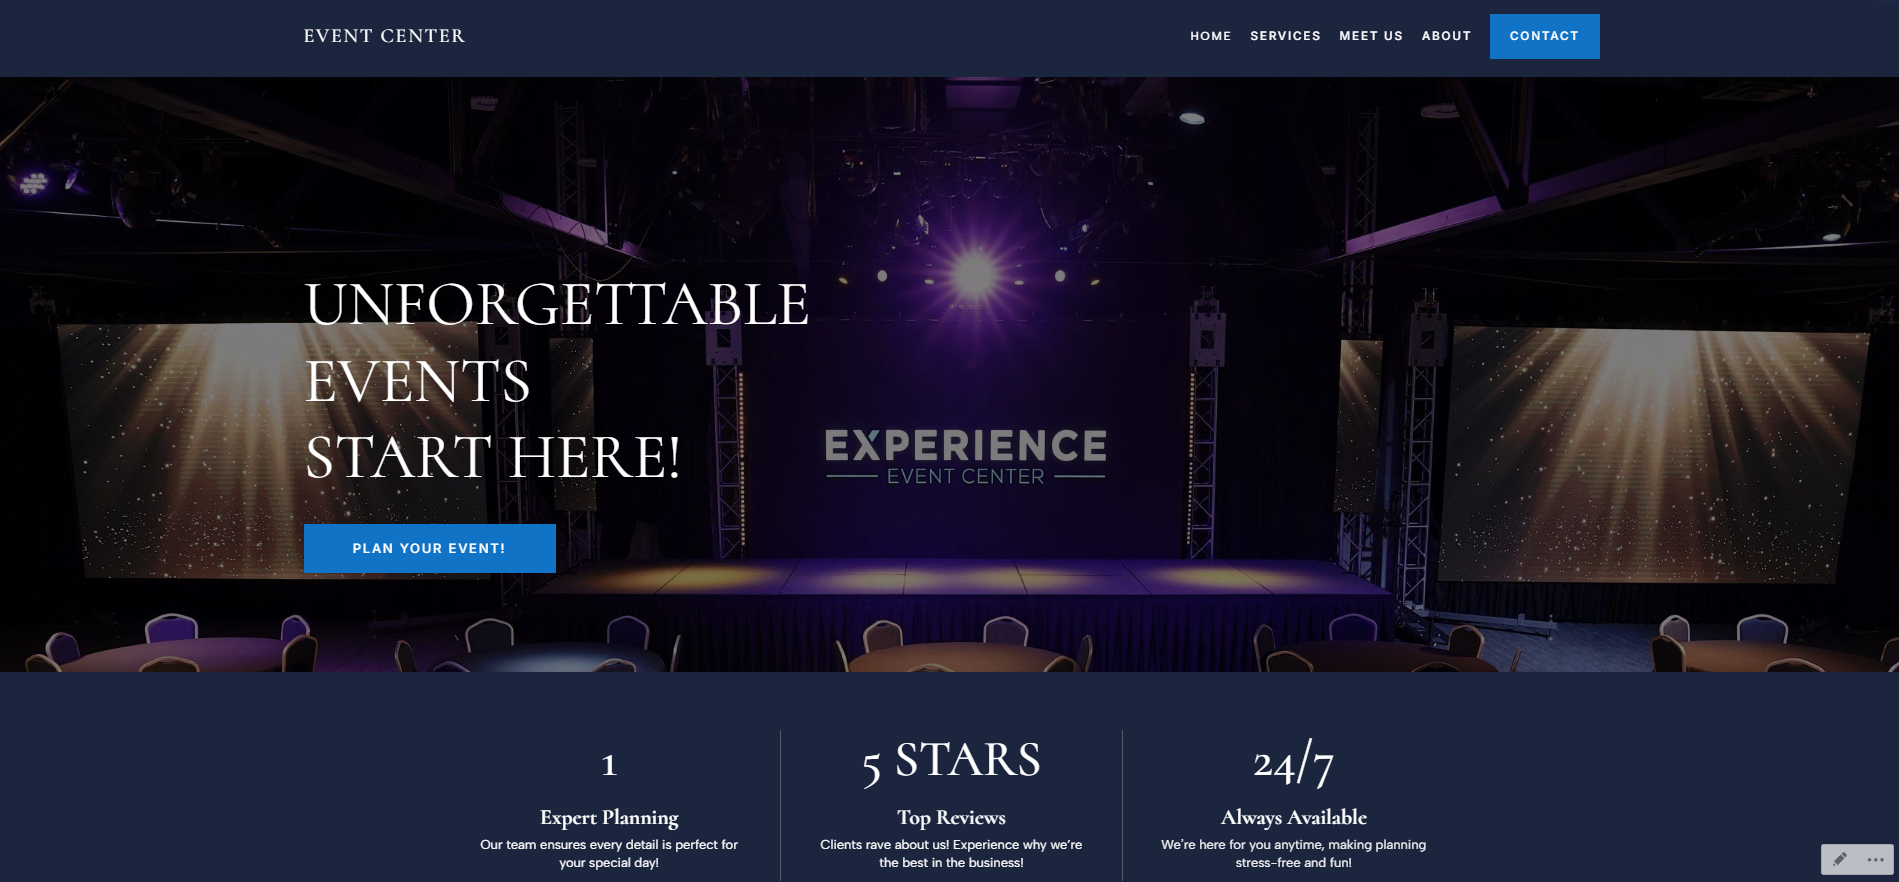 EVENT CENTER
HOME
SERVICES
MEET US
ABOUT
CONTACT
UNFORGETTABLE
EVENTS
START HERE!
EXPERIENCE
EVENT CENTER
PLAN YOUR EVENT!
1
Expert Planning
Our team ensures every detail is perfect for
your special day!
5 STARS
Top Reviews
Clients rave about us! Experience why we're
the best in the business!
24/7
Always Available
We're here for you anytime, making planning
stress-free and fun!